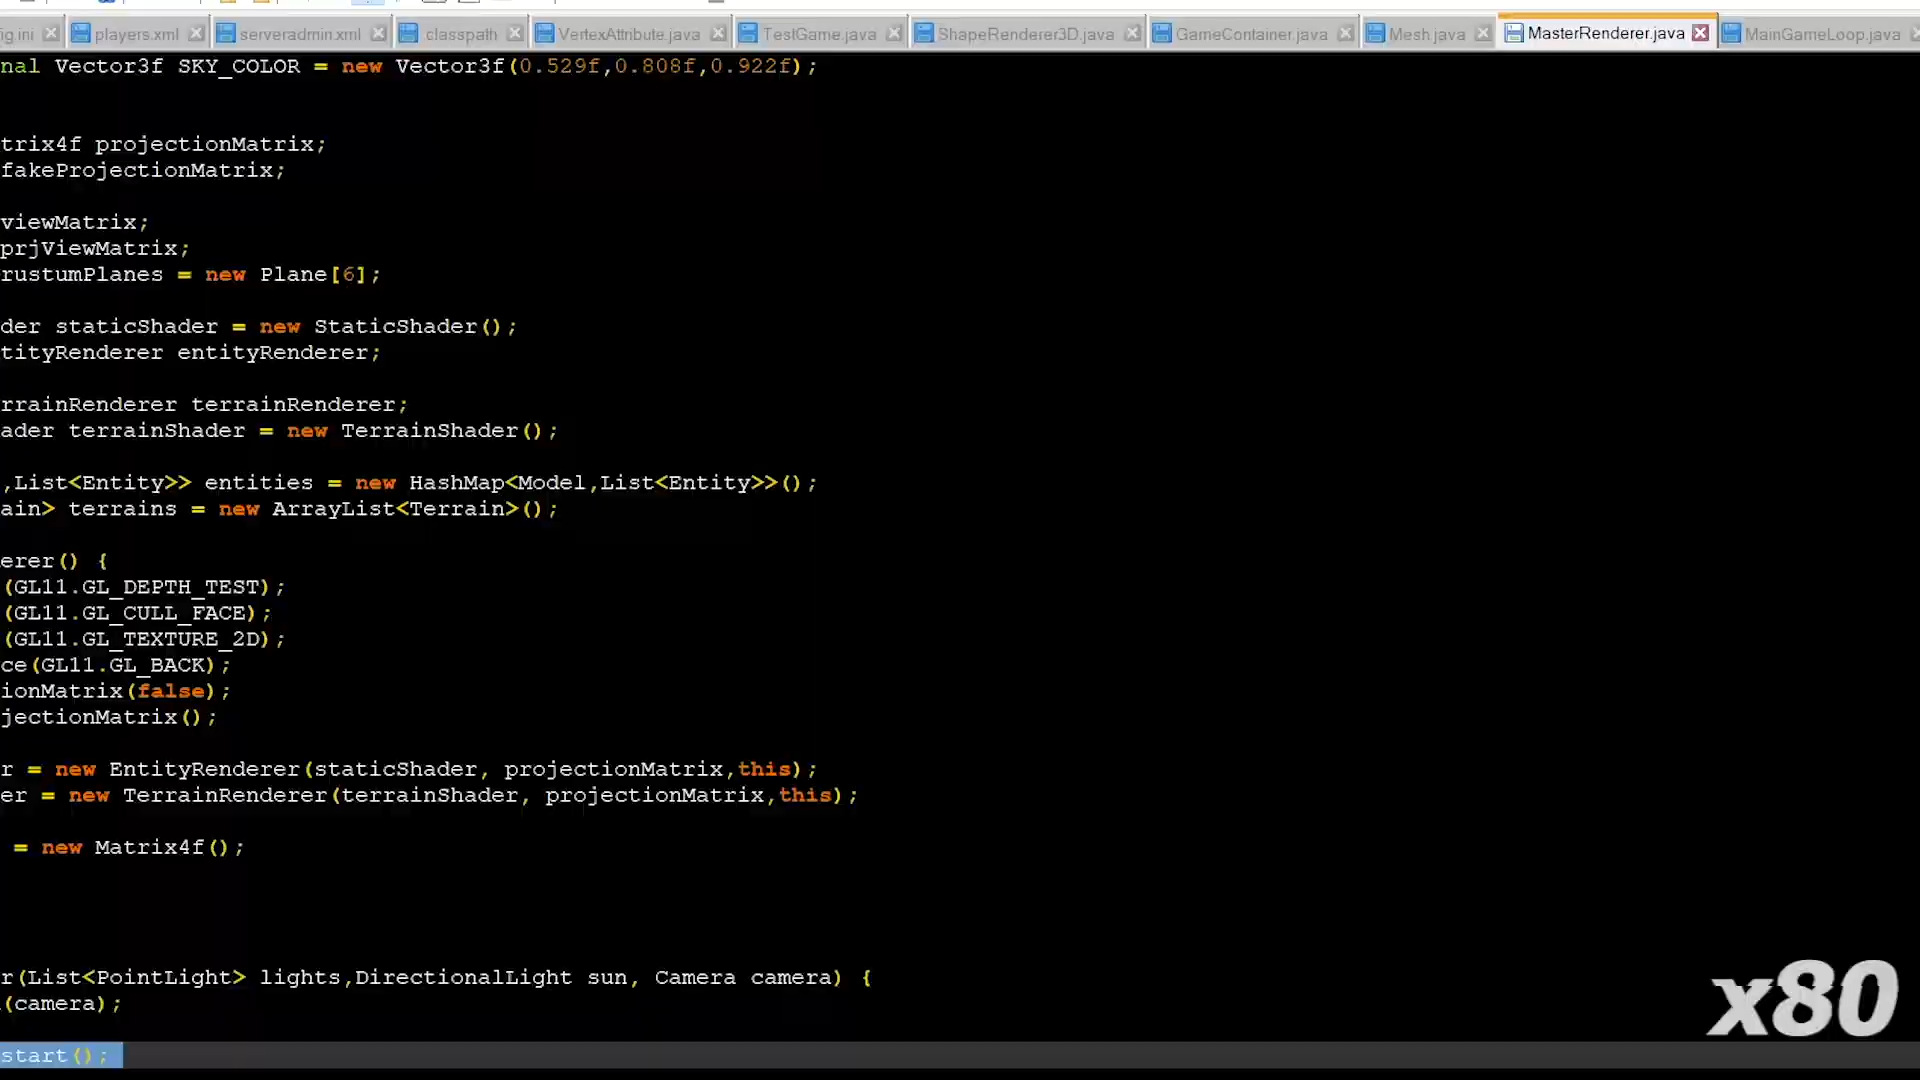 ig.ini players.xml serveradmin.xml classpath VertexAttribute.java TestGame.java ShapeRenderer3D.java GameContainer.java Mesh.java MasterRenderer.java MainGameLoop.java
nal Vector3f SKY_COLOR = new Vector3f(0.529f,0.808f,0.922f);
trix4f projectionMatrix;
fakeProjectionMatrix;
viewMatrix;
prjViewMatrix;
rustumPlanes = new Plane[6];
der staticShader = new StaticShader();
tityRenderer entityRenderer;
rrainRenderer terrainRenderer;
ader terrainShader = new TerrainShader();
,List<Entity>> entities = new HashMap<Model,List<Entity>>();
ain> terrains = new ArrayList<Terrain>();
erer() {
(GL11.GL_DEPTH_TEST);
(GL11.GL_CULL_FACE);
(GL11.GL_TEXTURE_2D);
ce(GL11.GL_BACK);
ionMatrix(false);
jectionMatrix();
r = new EntityRenderer(staticShader, projectionMatrix,this);
er = new TerrainRenderer(terrainShader, projectionMatrix,this);
= new Matrix4f();
r(List<PointLight> lights,DirectionalLight sun, Camera camera) {
(camera);
start();
x80